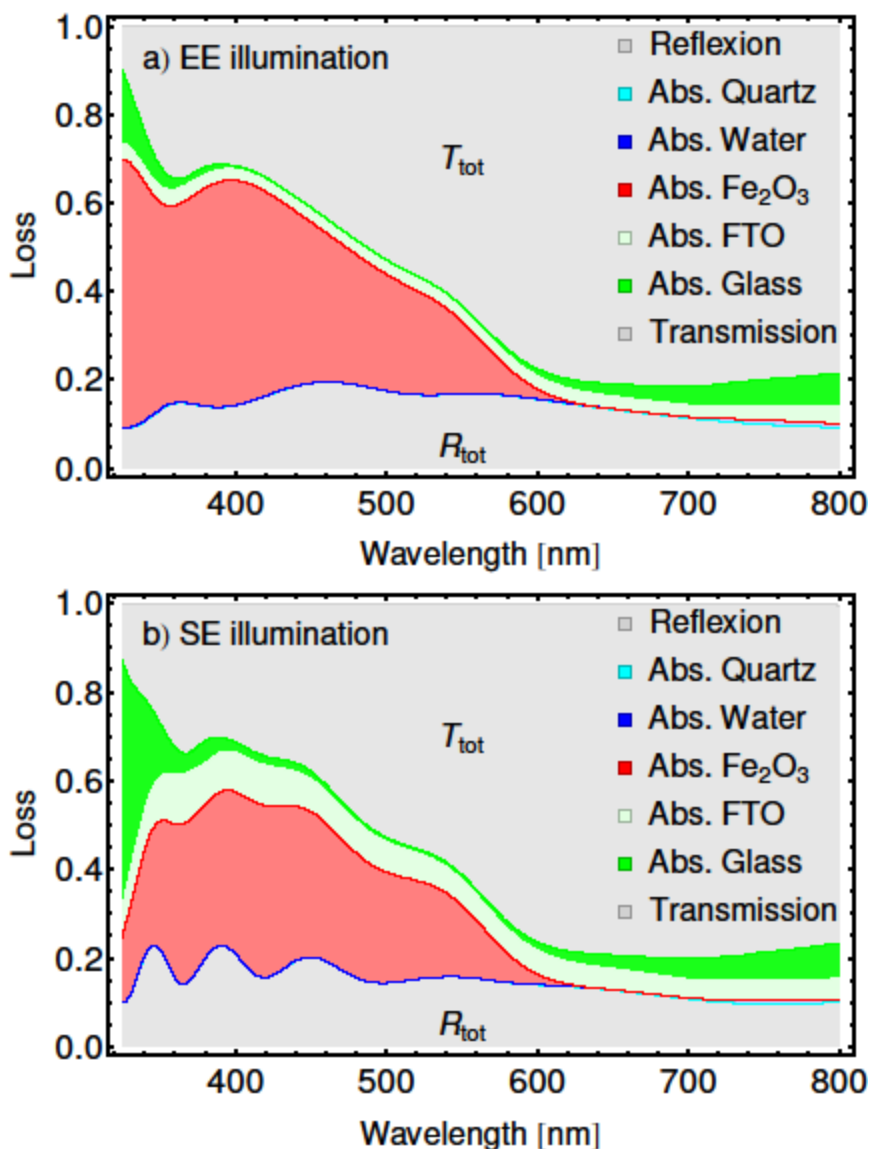 a) EE illumination
Reflexion
Abs. Quartz
Abs. Water
Abs. Fe₂O₃
Abs. FTO
Abs. Glass
Transmission
T_tot
R_tot
Loss
1.0
0.8
0.6
0.4
0.2
0.0
400 500 600 700 800
Wavelength [nm]
b) SE illumination
Reflexion
Abs. Quartz
Abs. Water
Abs. Fe₂O₃
Abs. FTO
Abs. Glass
Transmission
T_tot
R_tot
Loss
1.0
0.8
0.6
0.4
0.2
0.0
400 500 600 700 800
Wavelength [nm]